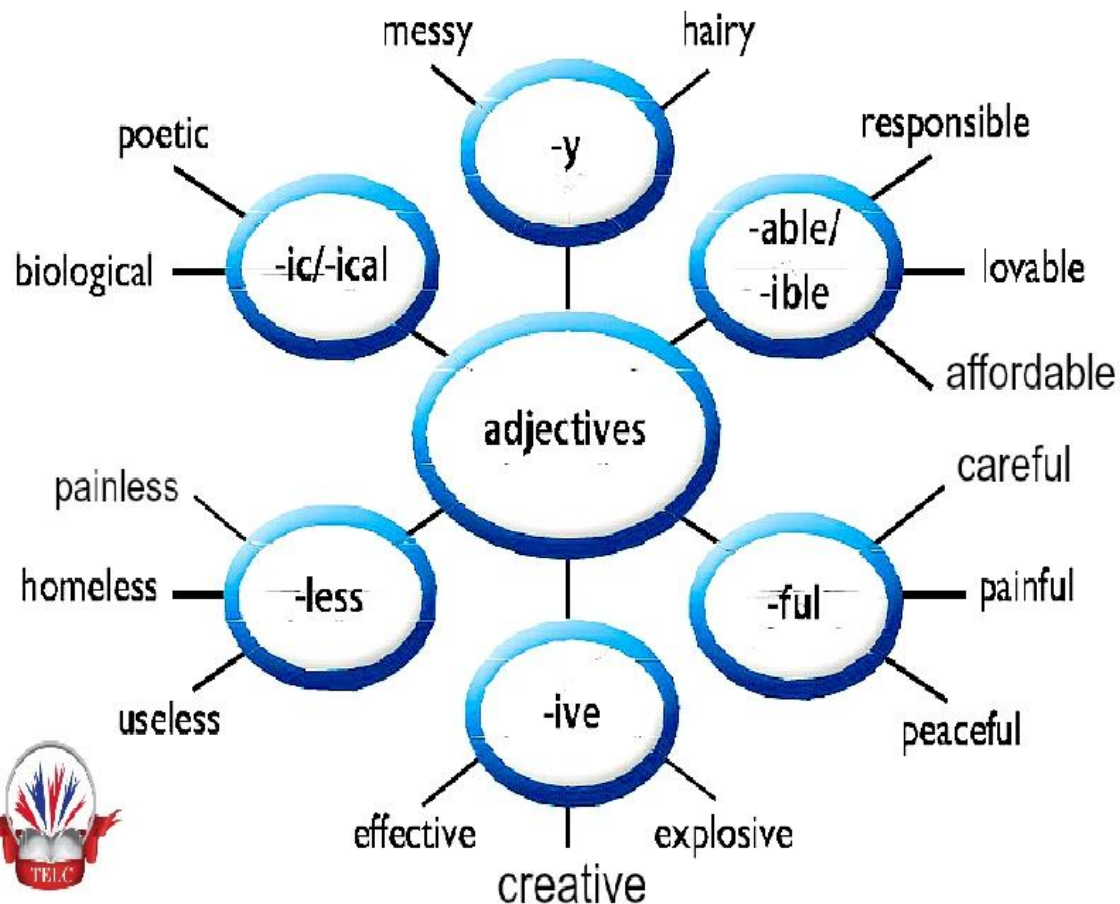 messy
hairy
-y
poetic
biological
-ic/-ical
responsible
-able/
-ible
lovable
affordable
adjectives
painless
homeless
useless
-less
careful
painful
peaceful
-ful
-ive
effective
creative
explosive
TELC